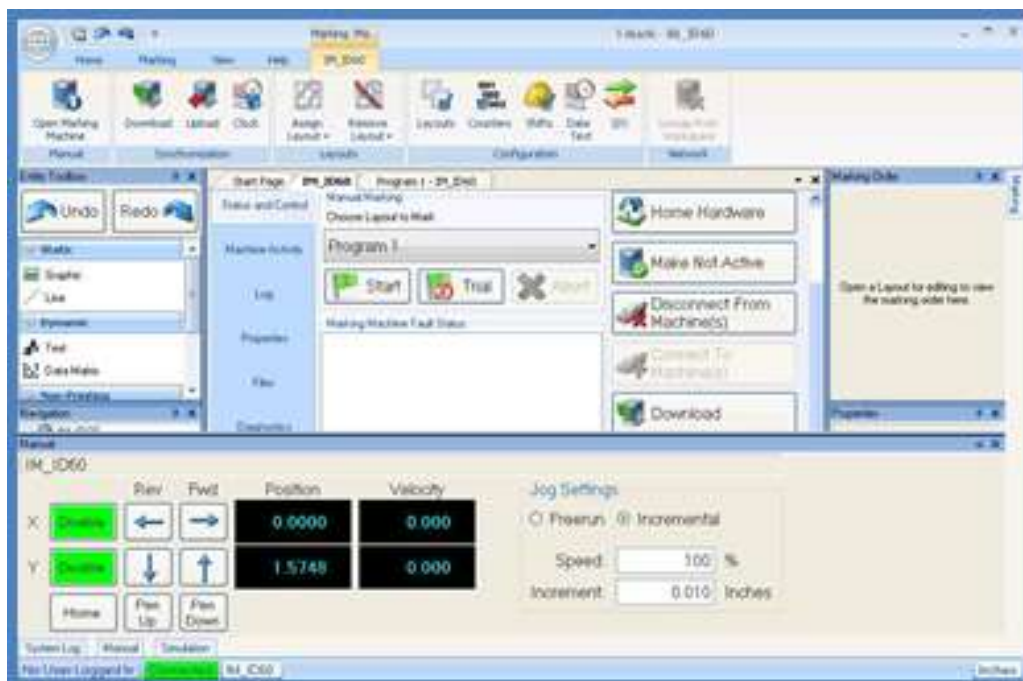 Marking Ma...
t-mark - IM_ID60
Home Marking View Help IM_ID60
Open Marking Machine
Download Upload Clock
Assign Layout
Remove Layout
Layouts Counters Shifts Date Text
Manual Synchronization Layouts Configuration Network
Entity Toolbox
Undo Redo
Static
Graphic
Line
Dynamic
Text
Data Matrix
Non-Printing
Navigation
Start Page IM_ID60 Program 1 - IM_ID60
Status and Control
Machine Activity
Log
Properties
Files
Diagnostics
Manual Marking
Choose Layout to Mark
Program 1
Start Trial Abort
Marking Machine Fault Status
Home Hardware
Make Not Active
Disconnect From Machine(s)
Connect To Machine(s)
Download
Marking Order
Open a Layout for editing to view
the marking order here.
Properties
Marking
Manual
IM_ID60
Rev Fwd Position Velocity
X Disable 0.0000 0.000
Y Disable 1.5748 0.000
Home Pen Up Pen Down
Jog Settings
Freerun Incremental
Speed: 100 %
Increment: 0.010 Inches
System Log Manual Simulation
No User Logged In Connected IM_ID60
Inches